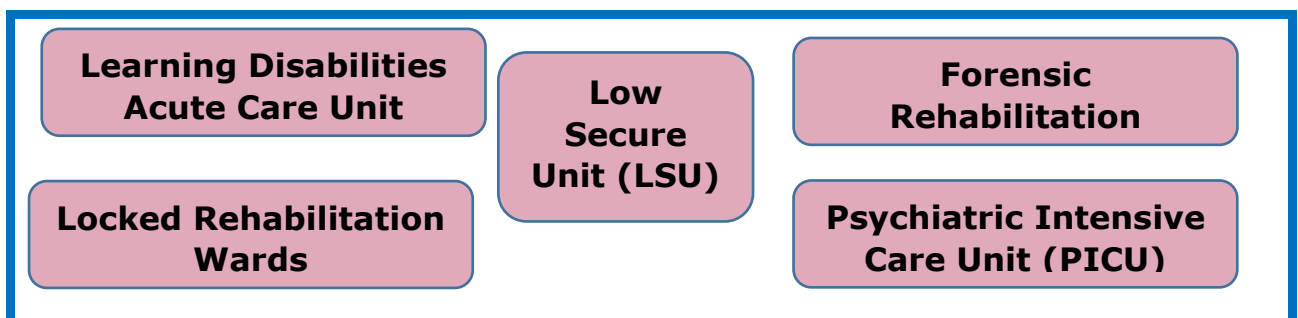 Learning Disabilities
Acute Care Unit
Low
Secure
Unit (LSU)
Forensic
Rehabilitation
Locked Rehabilitation
Wards
Psychiatric Intensive
Care Unit (PICU)